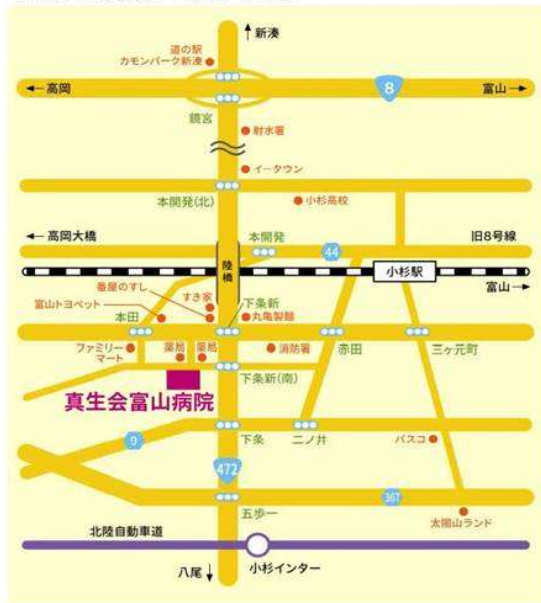 新湊
道の駅
カモンパーク新湊
高岡
8
富山
鏡宮
射水署
イータウン
本開発(北)
小杉高校
高岡大橋
本開発
44
旧8号線
陸橋
小杉駅
富山
番屋のすし
すき家
下条新
富山トヨペット
本田
丸亀製麺
ファミリー
マート
薬局
薬局
消防署
赤田
三ケ元町
下条新(南)
真生会富山病院
9
下条
二ノ井
パスコ
472
367
五歩一
太閤山ランド
北陸自動車道
八尾
小杉インター